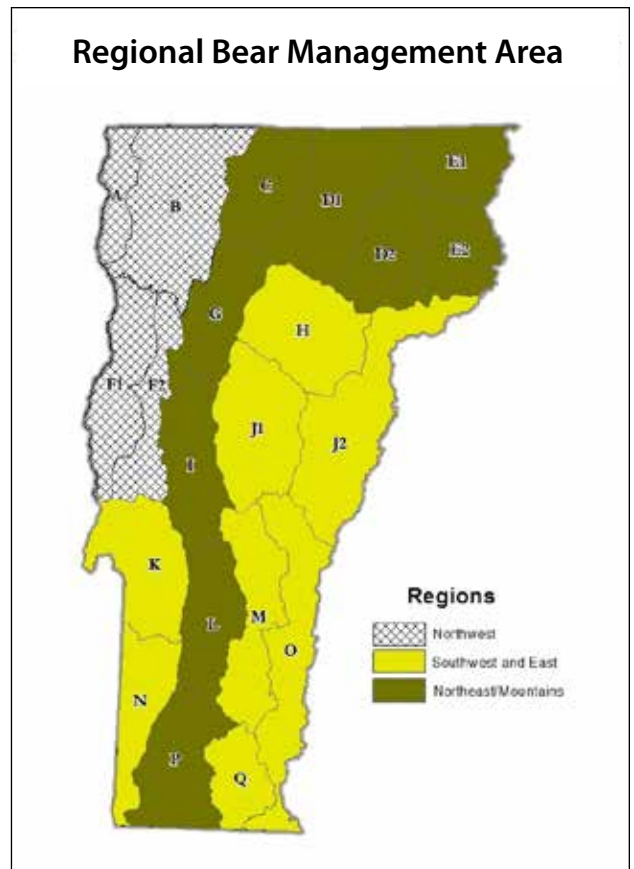 Regional Bear Management Area
E1
A
C
D1
B
D2
E2
G
H
F1
F2
J1
J2
I
K
M
L
O
N
P
Q
Regions
Northwest
Southwest and East
Northeast/Mountains